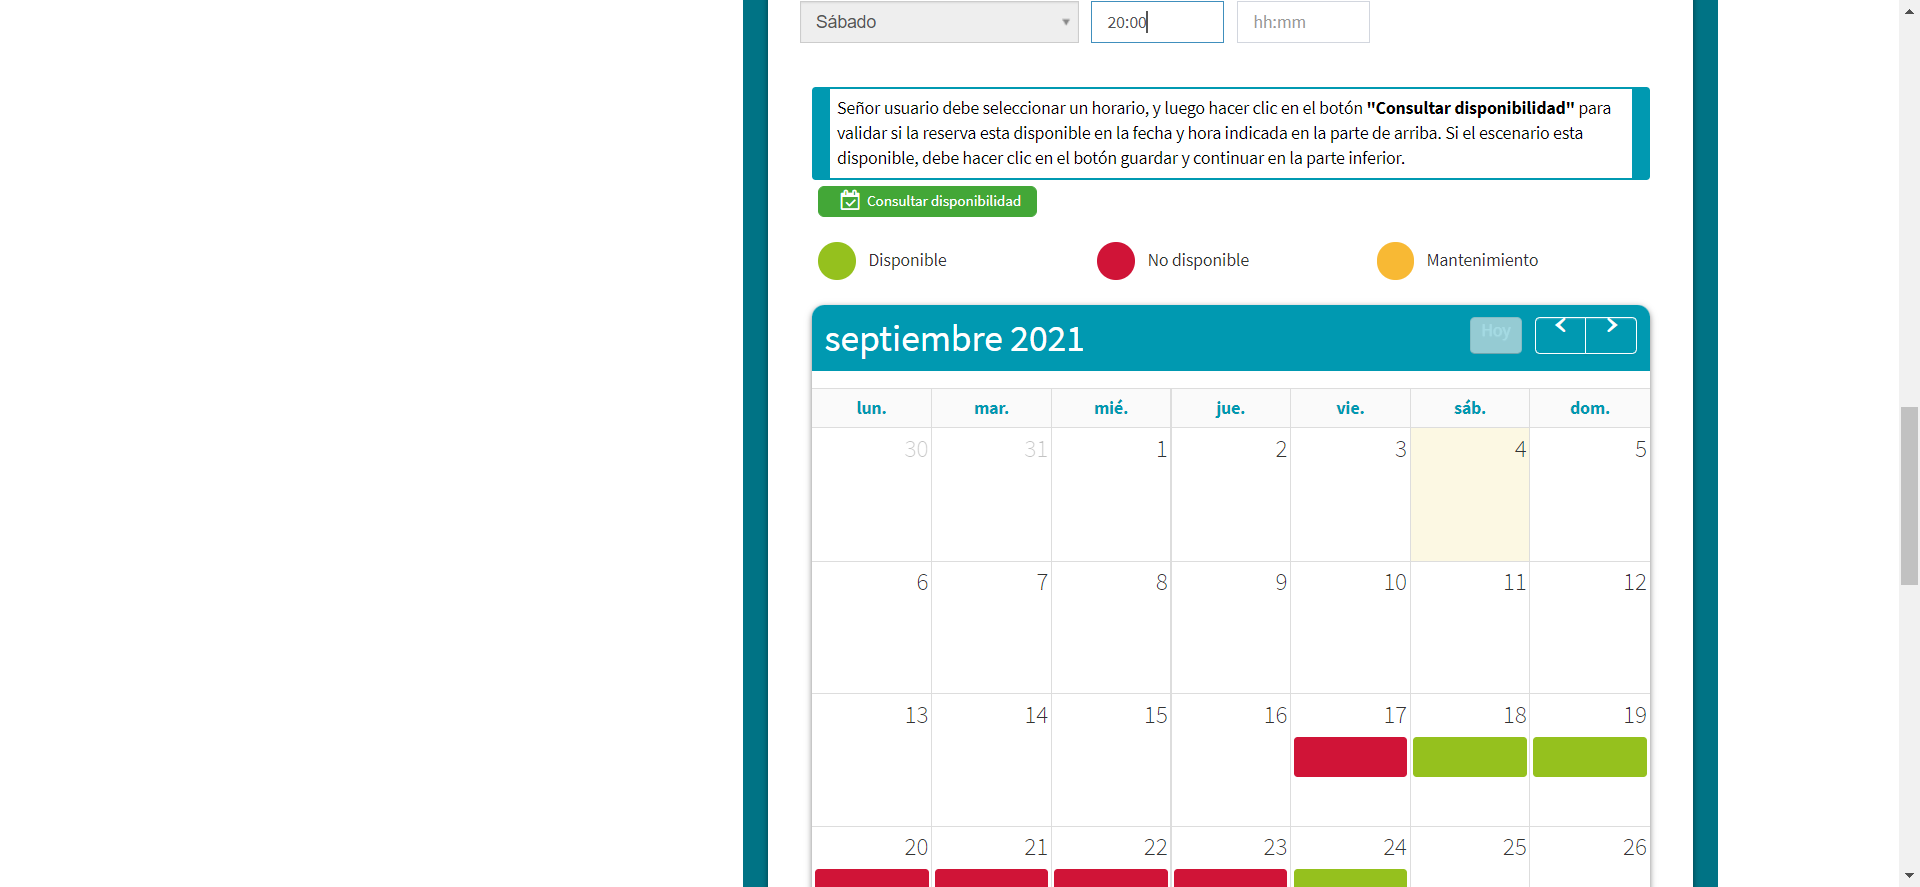 Sábado 20:00 hh:mm
Señor usuario debe seleccionar un horario, y luego hacer clic en el botón "Consultar disponibilidad" para
validar si la reserva esta disponible en la fecha y hora indicada en la parte de arriba. Si el escenario esta
disponible, debe hacer clic en el botón guardar y continuar en la parte inferior.
Consultar disponibilidad
Disponible No disponible Mantenimiento
septiembre 2021 Hoy
lun. mar. mié. jue. vie. sáb. dom.
30 31 1 2 3 4 5
6 7 8 9 10 11 12
13 14 15 16 17 18 19
20 21 22 23 24 25 26